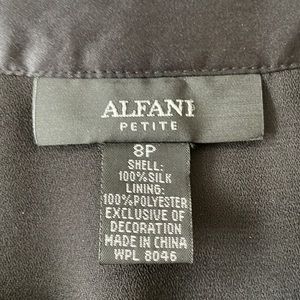 ALFANI
PETITE
8P
SHELL:
100%SILK
LINING:
100%POLYESTER
EXCLUSIVE OF
DECORATION
MADE IN CHINA
WPL 8046